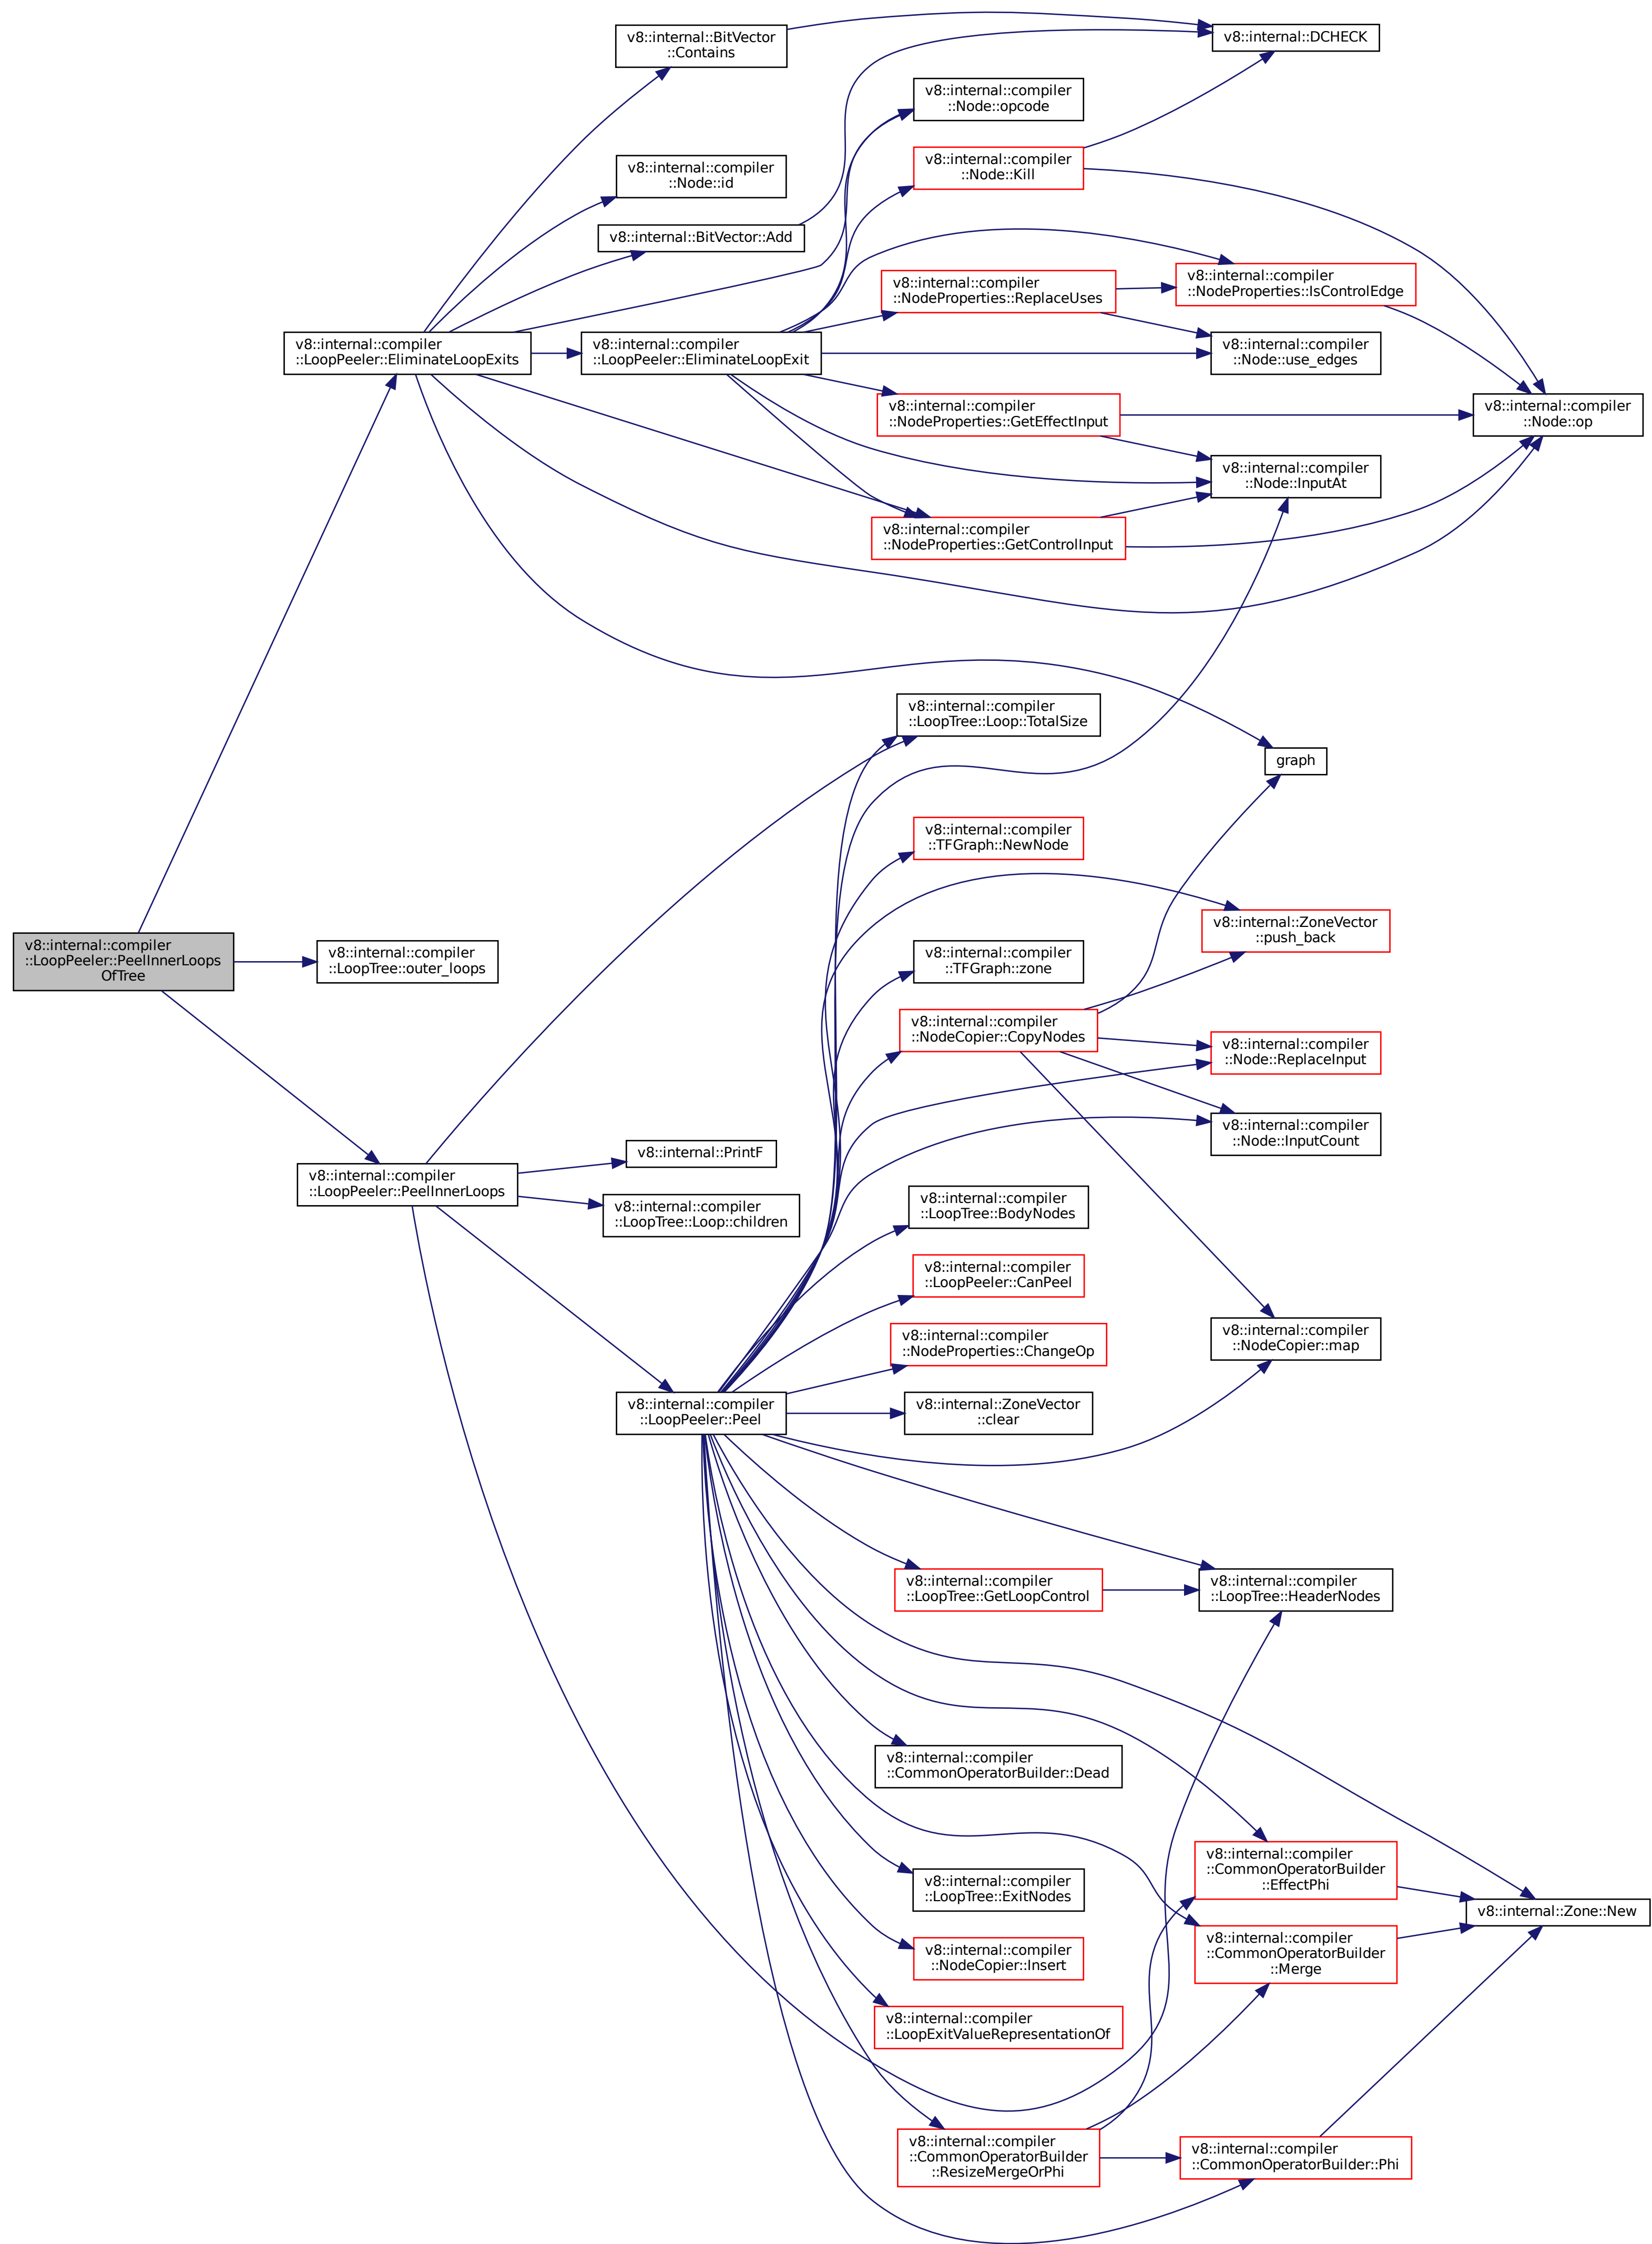 v8::internal::BitVector
::Contains
v8::internal::DCHECK
v8::internal::compiler
::Node::opcode
v8::internal::compiler
::Node::Kill
v8::internal::compiler
::Node::id
v8::internal::BitVector::Add
v8::internal::compiler
::NodeProperties::IsControlEdge
v8::internal::compiler
::NodeProperties::ReplaceUses
v8::internal::compiler
::LoopPeeler::EliminateLoopExits
v8::internal::compiler
::LoopPeeler::EliminateLoopExit
v8::internal::compiler
::Node::use_edges
v8::internal::compiler
::NodeProperties::GetEffectInput
v8::internal::compiler
::Node::op
v8::internal::compiler
::Node::InputAt
v8::internal::compiler
::NodeProperties::GetControlInput
v8::internal::compiler
::LoopTree::Loop::TotalSize
graph
v8::internal::compiler
::TFGraph::NewNode
v8::internal::ZoneVector
::push_back
v8::internal::compiler
::LoopPeeler::PeelInnerLoops
OfTree
v8::internal::compiler
::LoopTree::outer_loops
v8::internal::compiler
::TFGraph::zone
v8::internal::compiler
::NodeCopier::CopyNodes
v8::internal::compiler
::Node::ReplaceInput
v8::internal::compiler
::Node::InputCount
v8::internal::PrintF
v8::internal::compiler
::LoopPeeler::PeelInnerLoops
v8::internal::compiler
::LoopTree::Loop::children
v8::internal::compiler
::LoopTree::BodyNodes
v8::internal::compiler
::LoopPeeler::CanPeel
v8::internal::compiler
::NodeProperties::ChangeOp
v8::internal::compiler
::NodeCopier::map
v8::internal::compiler
::LoopPeeler::Peel
v8::internal::ZoneVector
::clear
v8::internal::compiler
::LoopTree::GetLoopControl
v8::internal::compiler
::LoopTree::HeaderNodes
v8::internal::compiler
::CommonOperatorBuilder::Dead
v8::internal::compiler
::CommonOperatorBuilder
::EffectPhi
v8::internal::compiler
::LoopTree::ExitNodes
v8::internal::Zone::New
v8::internal::compiler
::CommonOperatorBuilder
::Merge
v8::internal::compiler
::NodeCopier::Insert
v8::internal::compiler
::LoopExitValueRepresentationOf
v8::internal::compiler
::CommonOperatorBuilder
::ResizeMergeOrPhi
v8::internal::compiler
::CommonOperatorBuilder::Phi